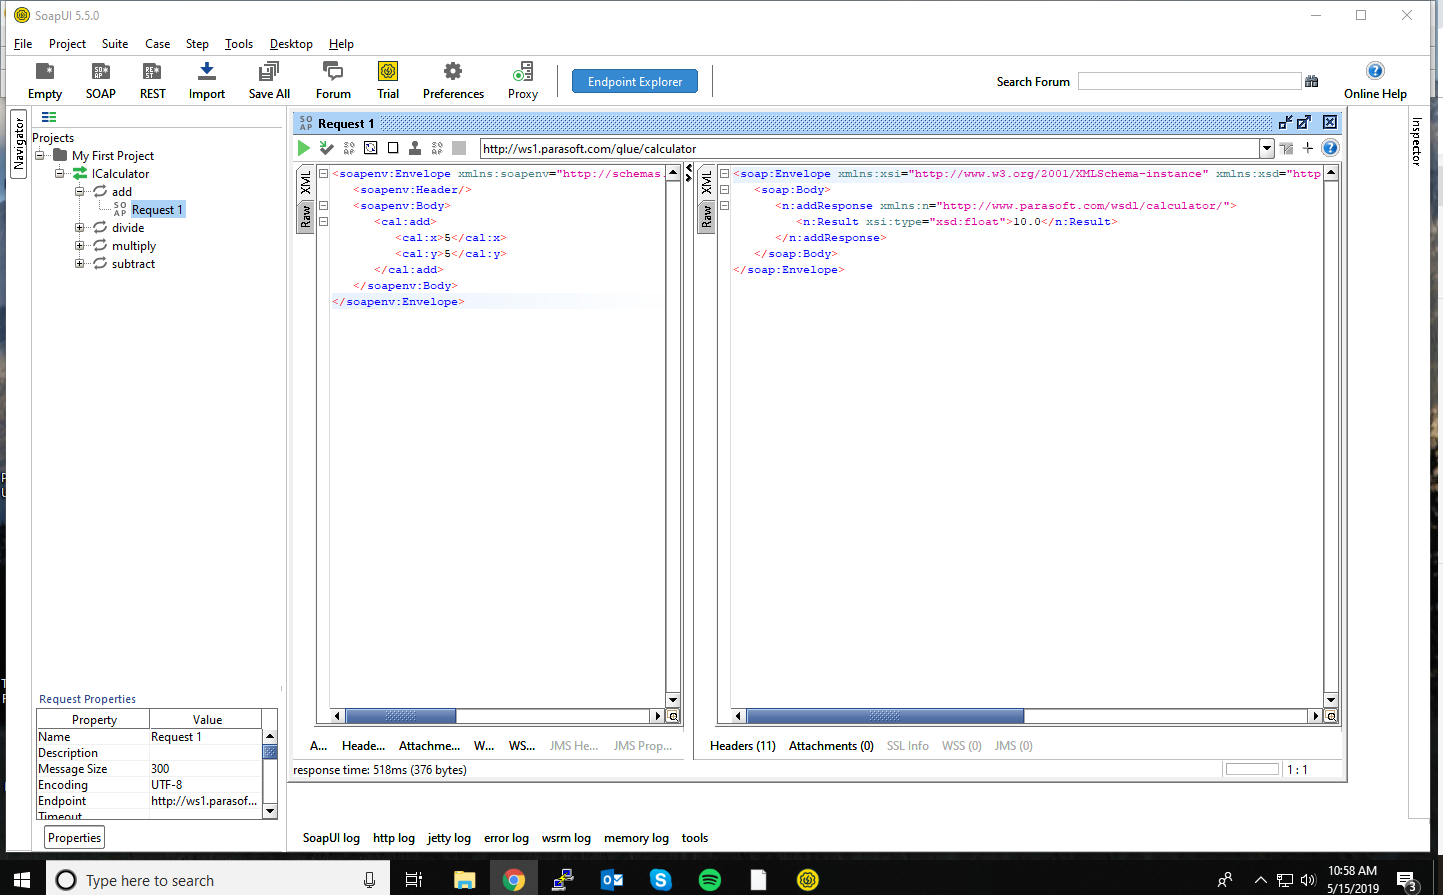 SoapUI 5.5.0
File Project Suite Case Step Tools Desktop Help
Empty SOAP REST Import Save All Forum Trial Preferences Proxy Endpoint Explorer Search Forum Online Help
Navigator
Projects
My First Project
ICalculator
add
SO AP Request 1
divide
multiply
subtract
Request Properties
Property Value
Name Request 1
Description
Message Size 300
Encoding UTF-8
Endpoint http://ws1.parasof...
Timeout
Properties
SO AP Request 1
http://ws1.parasoft.com/glue/calculator
XML
Raw
<soapenv:Envelope xmlns:soapenv="http://schemas.
<soapenv:Header/>
<soapenv:Body>
<cal:add>
<cal:x>5</cal:x>
<cal:y>5</cal:y>
</cal:add>
</soapenv:Body>
</soapenv:Envelope>
A... Heade... Attachme... W... WS... JMS He... JMS Prop...
XML
Raw
<soap:Envelope xmlns:xsi="http://www.w3.org/2001/XMLSchema-instance" xmlns:xsd="http
<soap:Body>
<n:addResponse xmlns:n="http://www.parasoft.com/wsdl/calculator/">
<n:Result xsi:type="xsd:float">10.0</n:Result>
</n:addResponse>
</soap:Body>
</soap:Envelope>
Headers (11) Attachments (0) SSL Info WSS (0) JMS (0)
response time: 518ms (376 bytes)
1 : 1
Inspector
SoapUI log http log jetty log error log wsrm log memory log tools
Type here to search
10:58 AM
5/15/2019
3